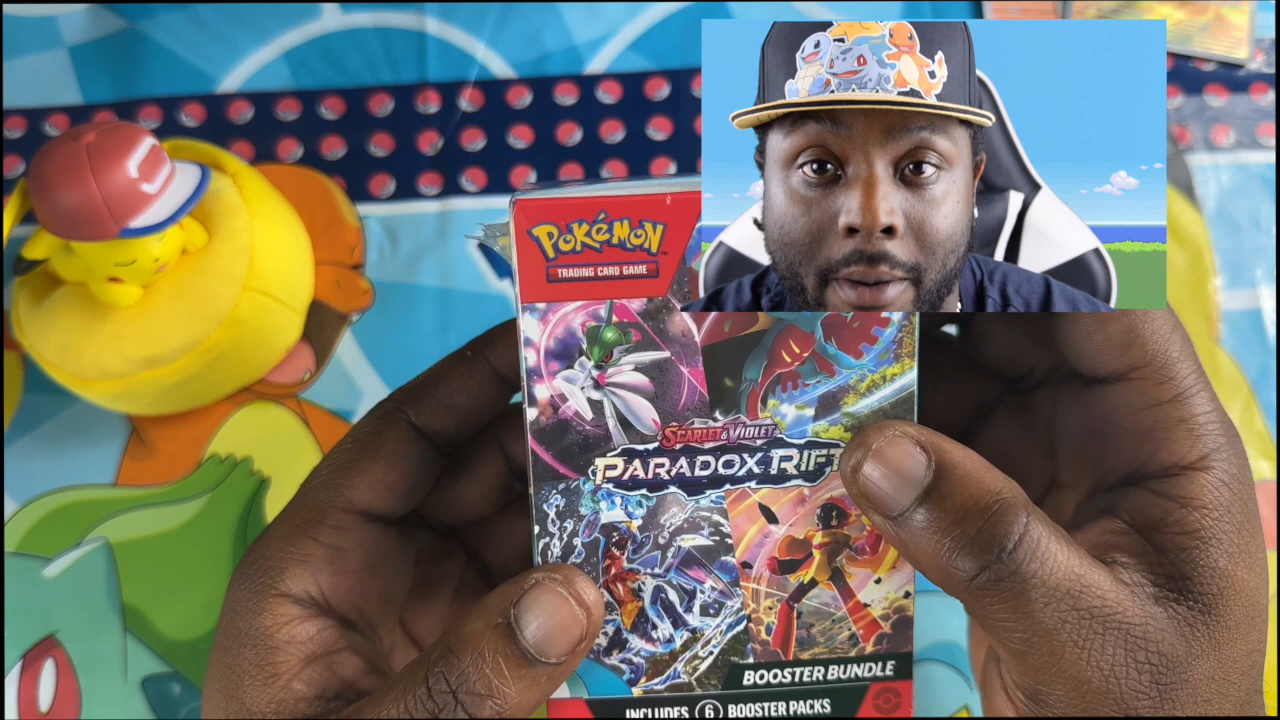 POKÉMON
TRADING CARD GAME
SCARLET & VIOLET
PARADOX RIFT
BOOSTER BUNDLE
INCLUDES 6 BOOSTER PACKS